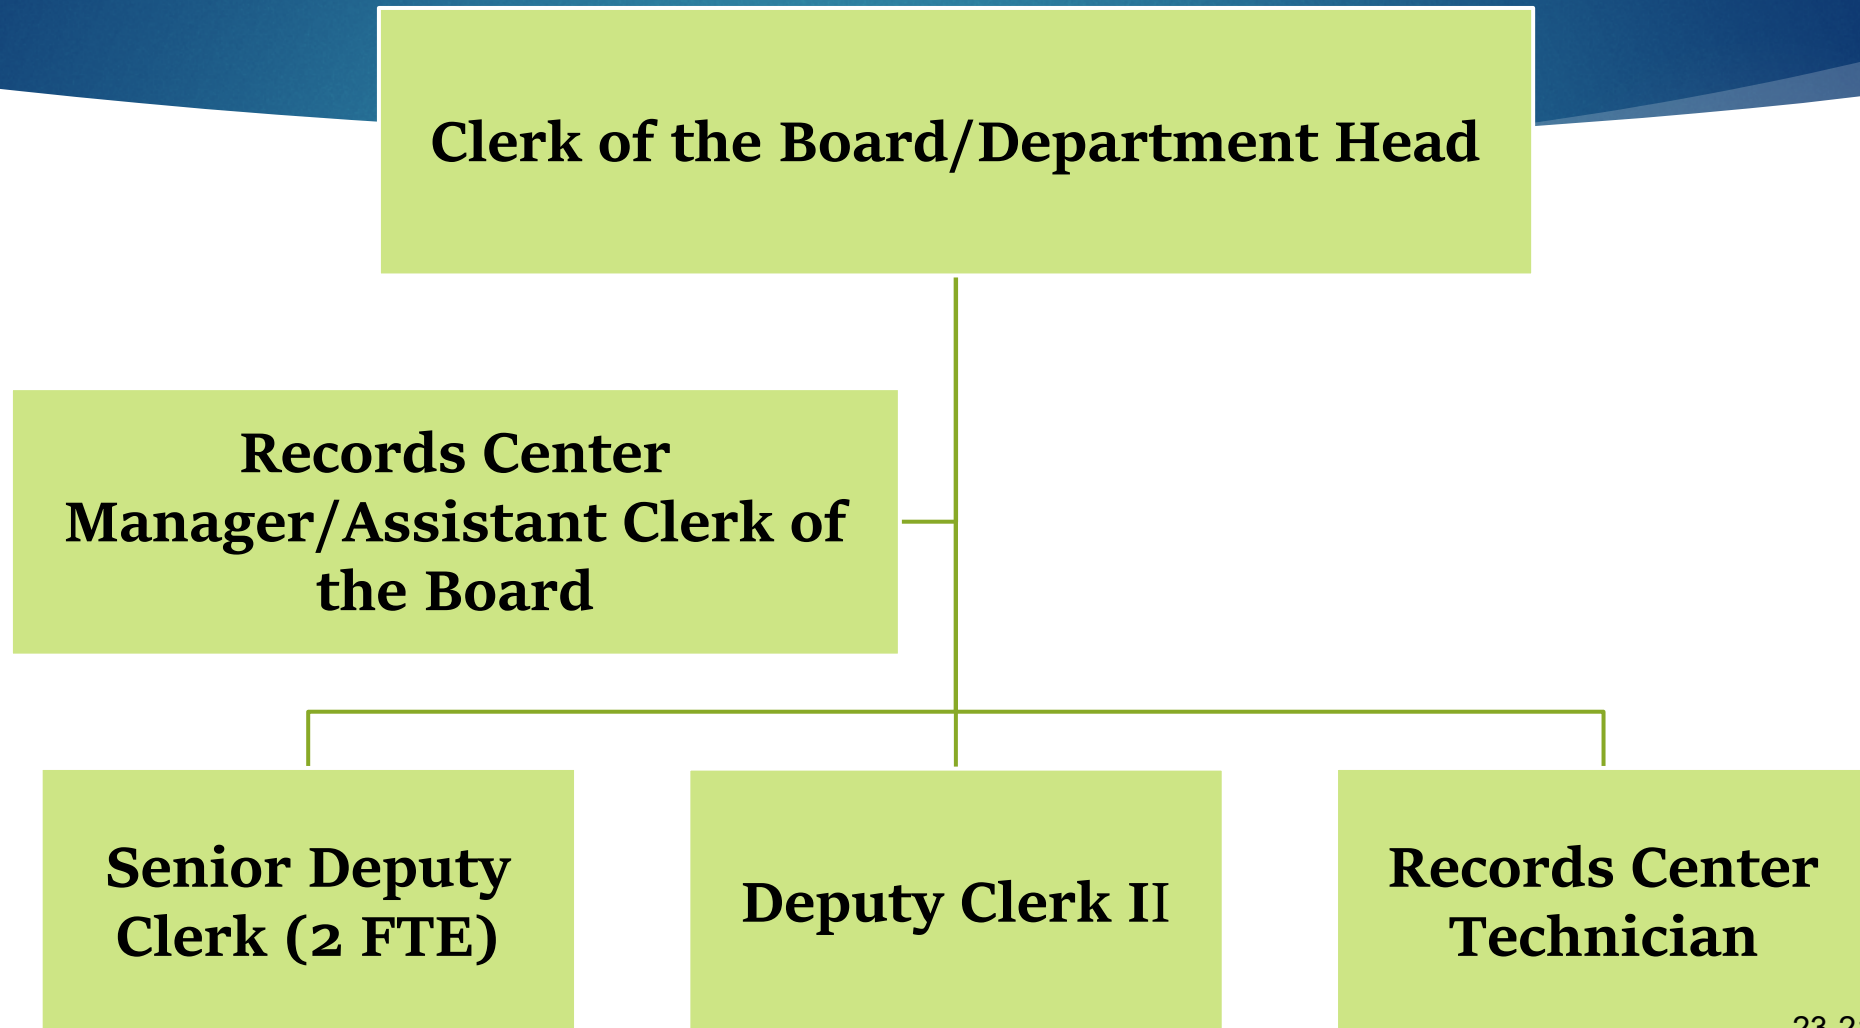 Clerk of the Board/Department Head
Records Center
Manager/Assistant Clerk of
the Board
Senior Deputy
Clerk (2 FTE)
Deputy Clerk II
Records Center
Technician